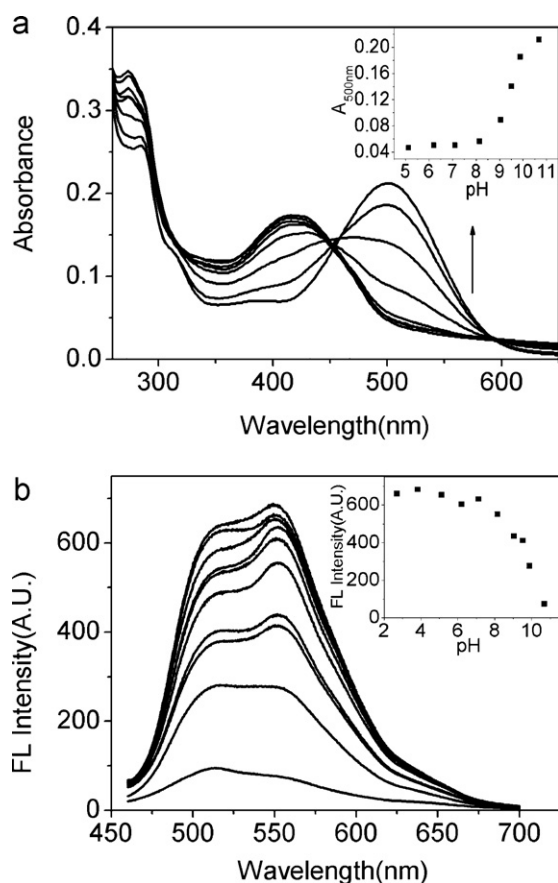 a
Absorbance
0.4
0.3
0.2
0.1
0.0
300 400 500 600
Wavelength(nm)
A500nm
0.20
0.16
0.12
0.08
0.04
5 6 7 8 9 10 11
pH
b
FL Intensity(A.U.)
600
400
200
0
450 500 550 600 650 700
Wavelength(nm)
FL Intensity(A.U.)
600
400
200
0
2 4 6 8 10
pH